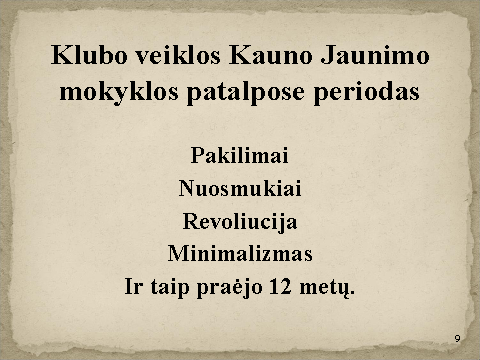 Klubo veiklos Kauno Jaunimo
mokyklos patalpose periodas
Pakilimai
Nuosmukiai
Revoliucija
Minimalizmas
Ir taip praėjo 12 metų.
9